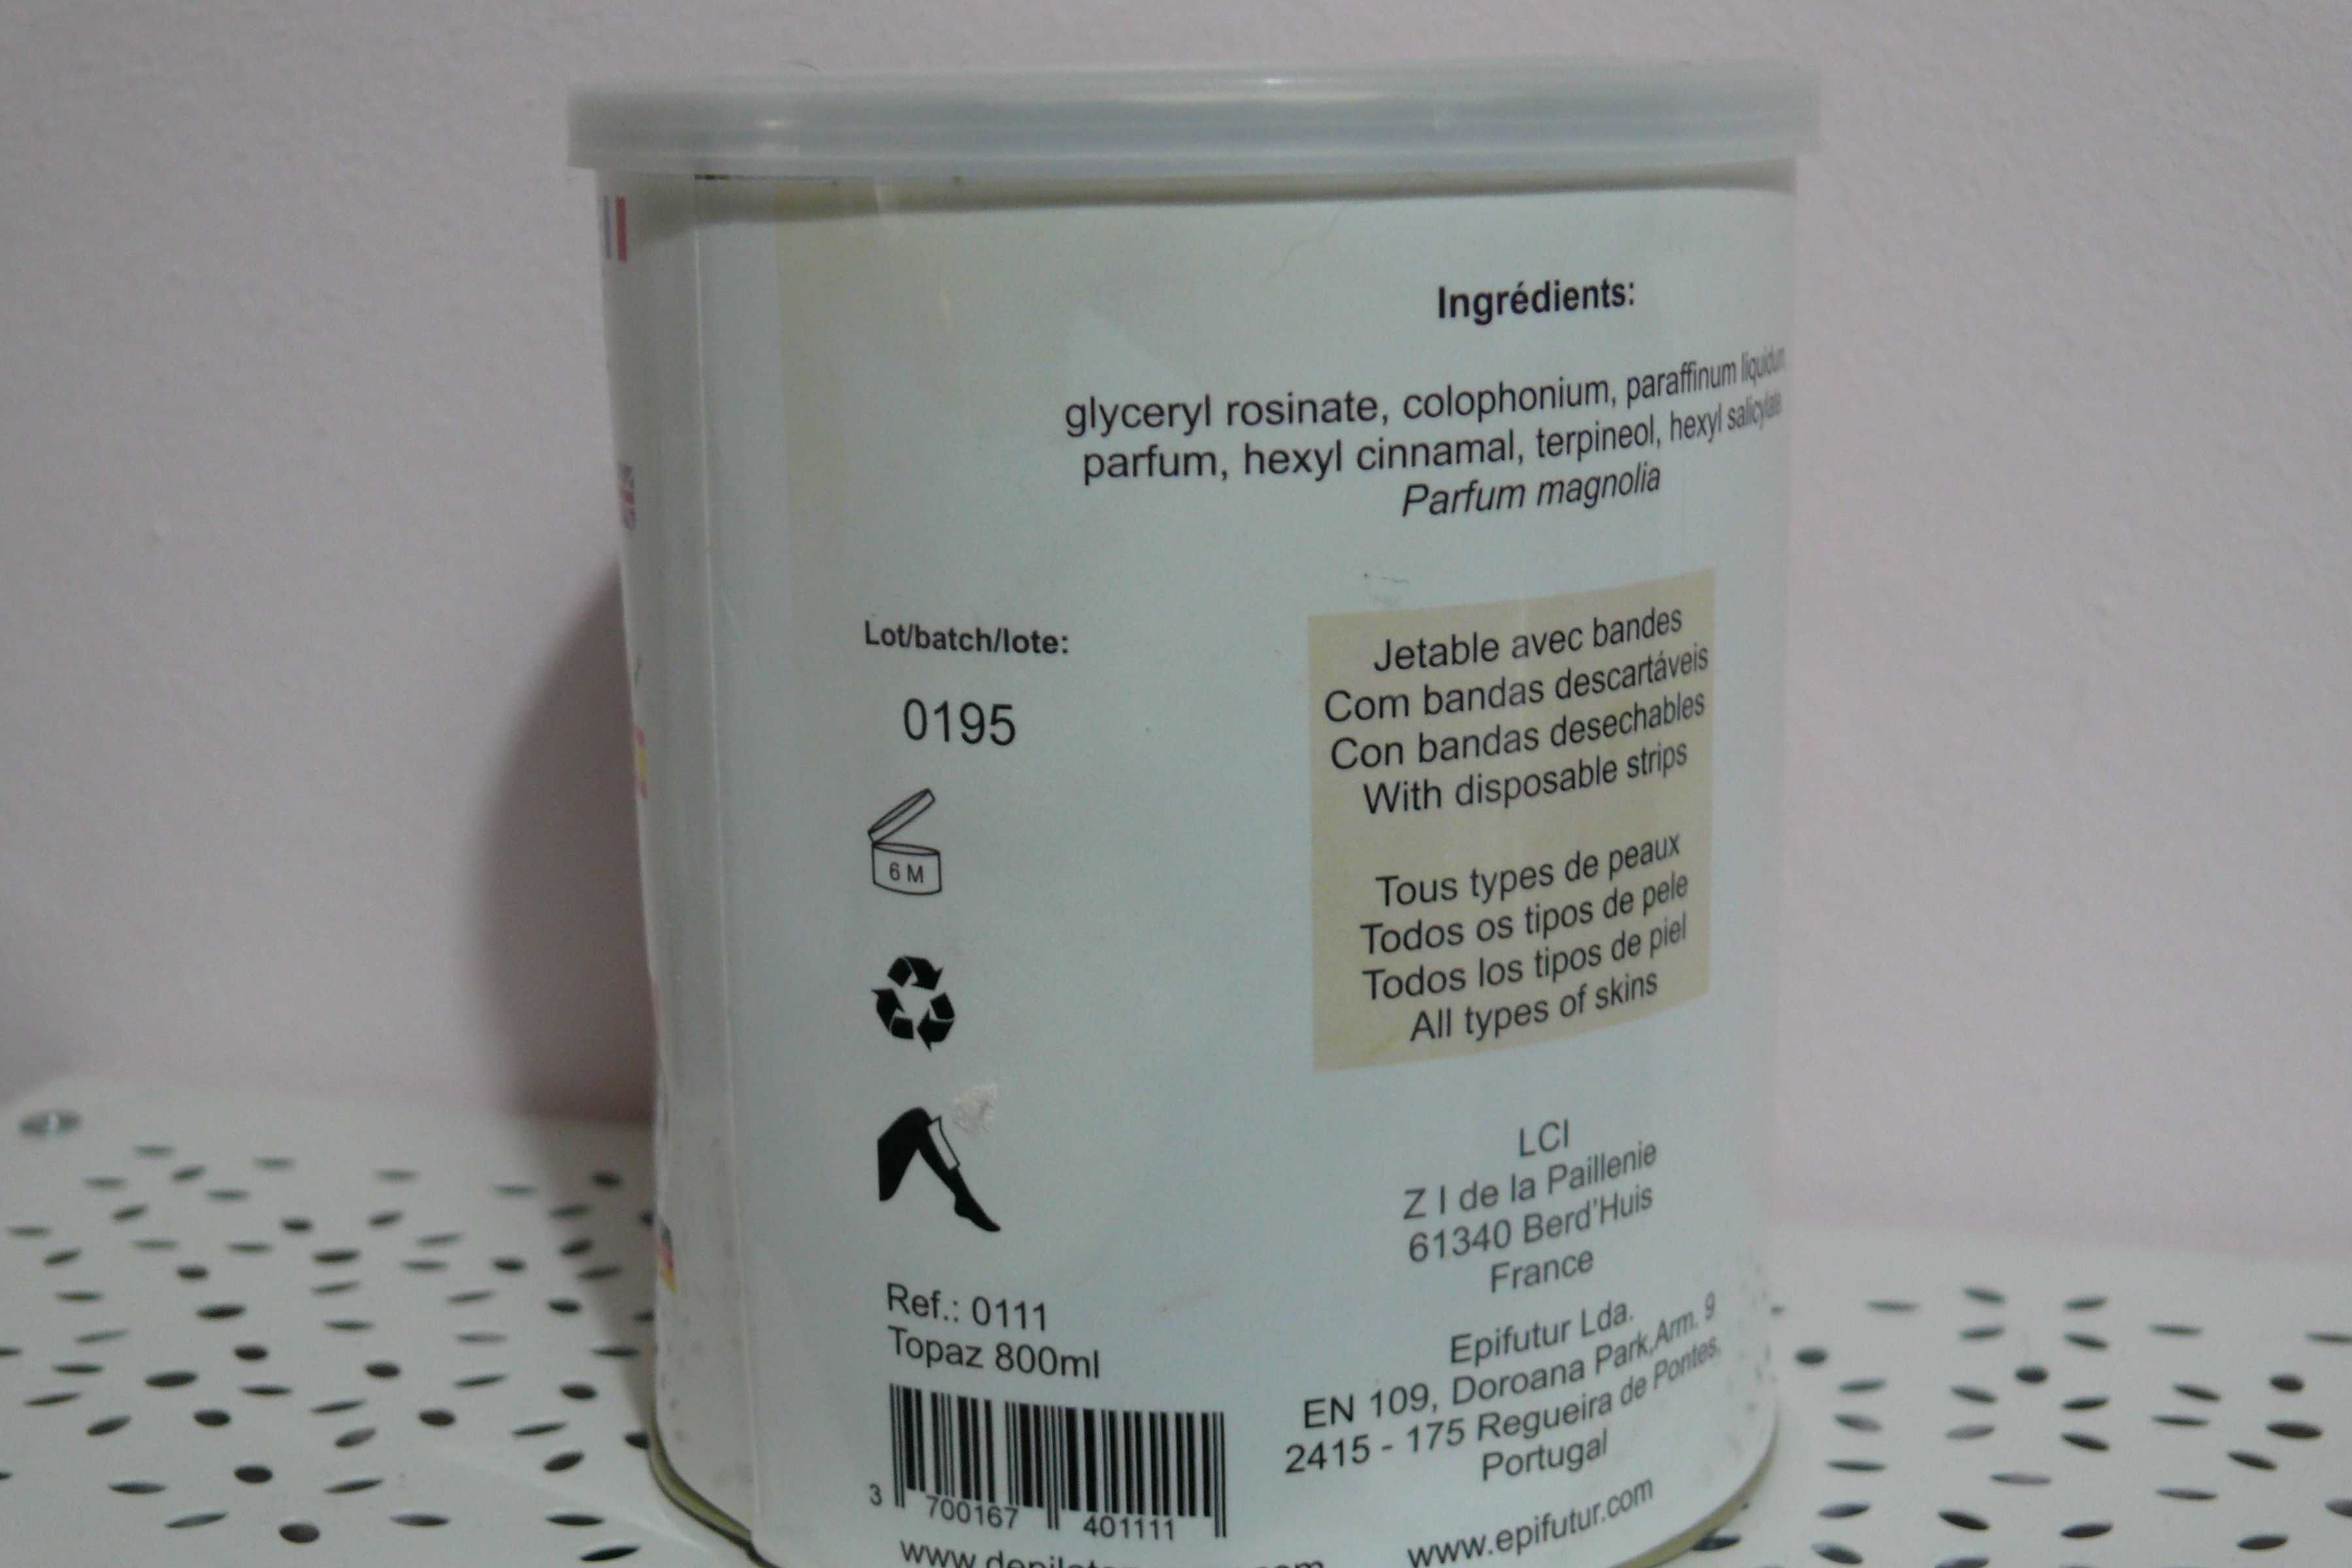 Ingrédients:
glyceryl rosinate, colophonium, paraffinum liquidum
parfum, hexyl cinnamal, terpineol, hexyl salicylate
Parfum magnolia
Lot/batch/lote:
0195
6 M
Jetable avec bandes
Com bandas descartáveis
Con bandas desechables
With disposable strips
Tous types de peaux
Todos os tipos de pele
Todos los tipos de piel
All types of skins
LCI
Z I de la Paillenie
61340 Berd'Huis
France
Ref.: 0111
Topaz 800ml
Epifutur Lda.
EN 109, Doroana Park,Arm. 9
2415 - 175 Regueira de Pontes,
Portugal
3 700167 401111
www.epifutur.com